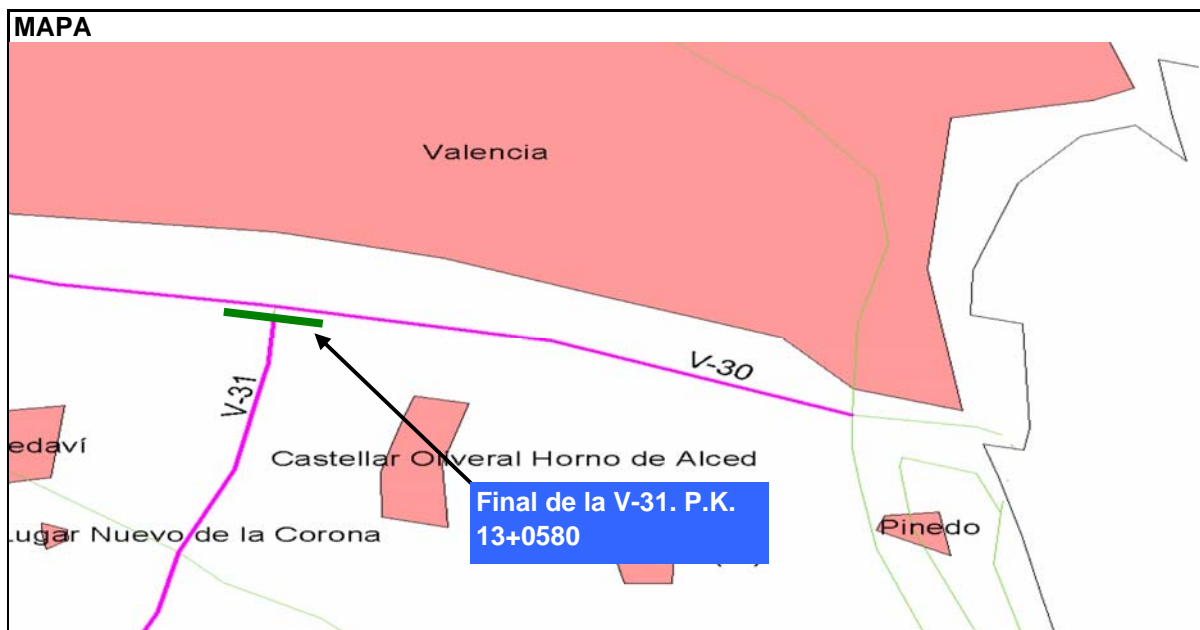 MAPA
Valencia
V-30
V-31
edaví
Castellar Oliveral Horno de Alced
Final de la V-31. P.K.
13+0580
Lugar Nuevo de la Corona
Pinedo